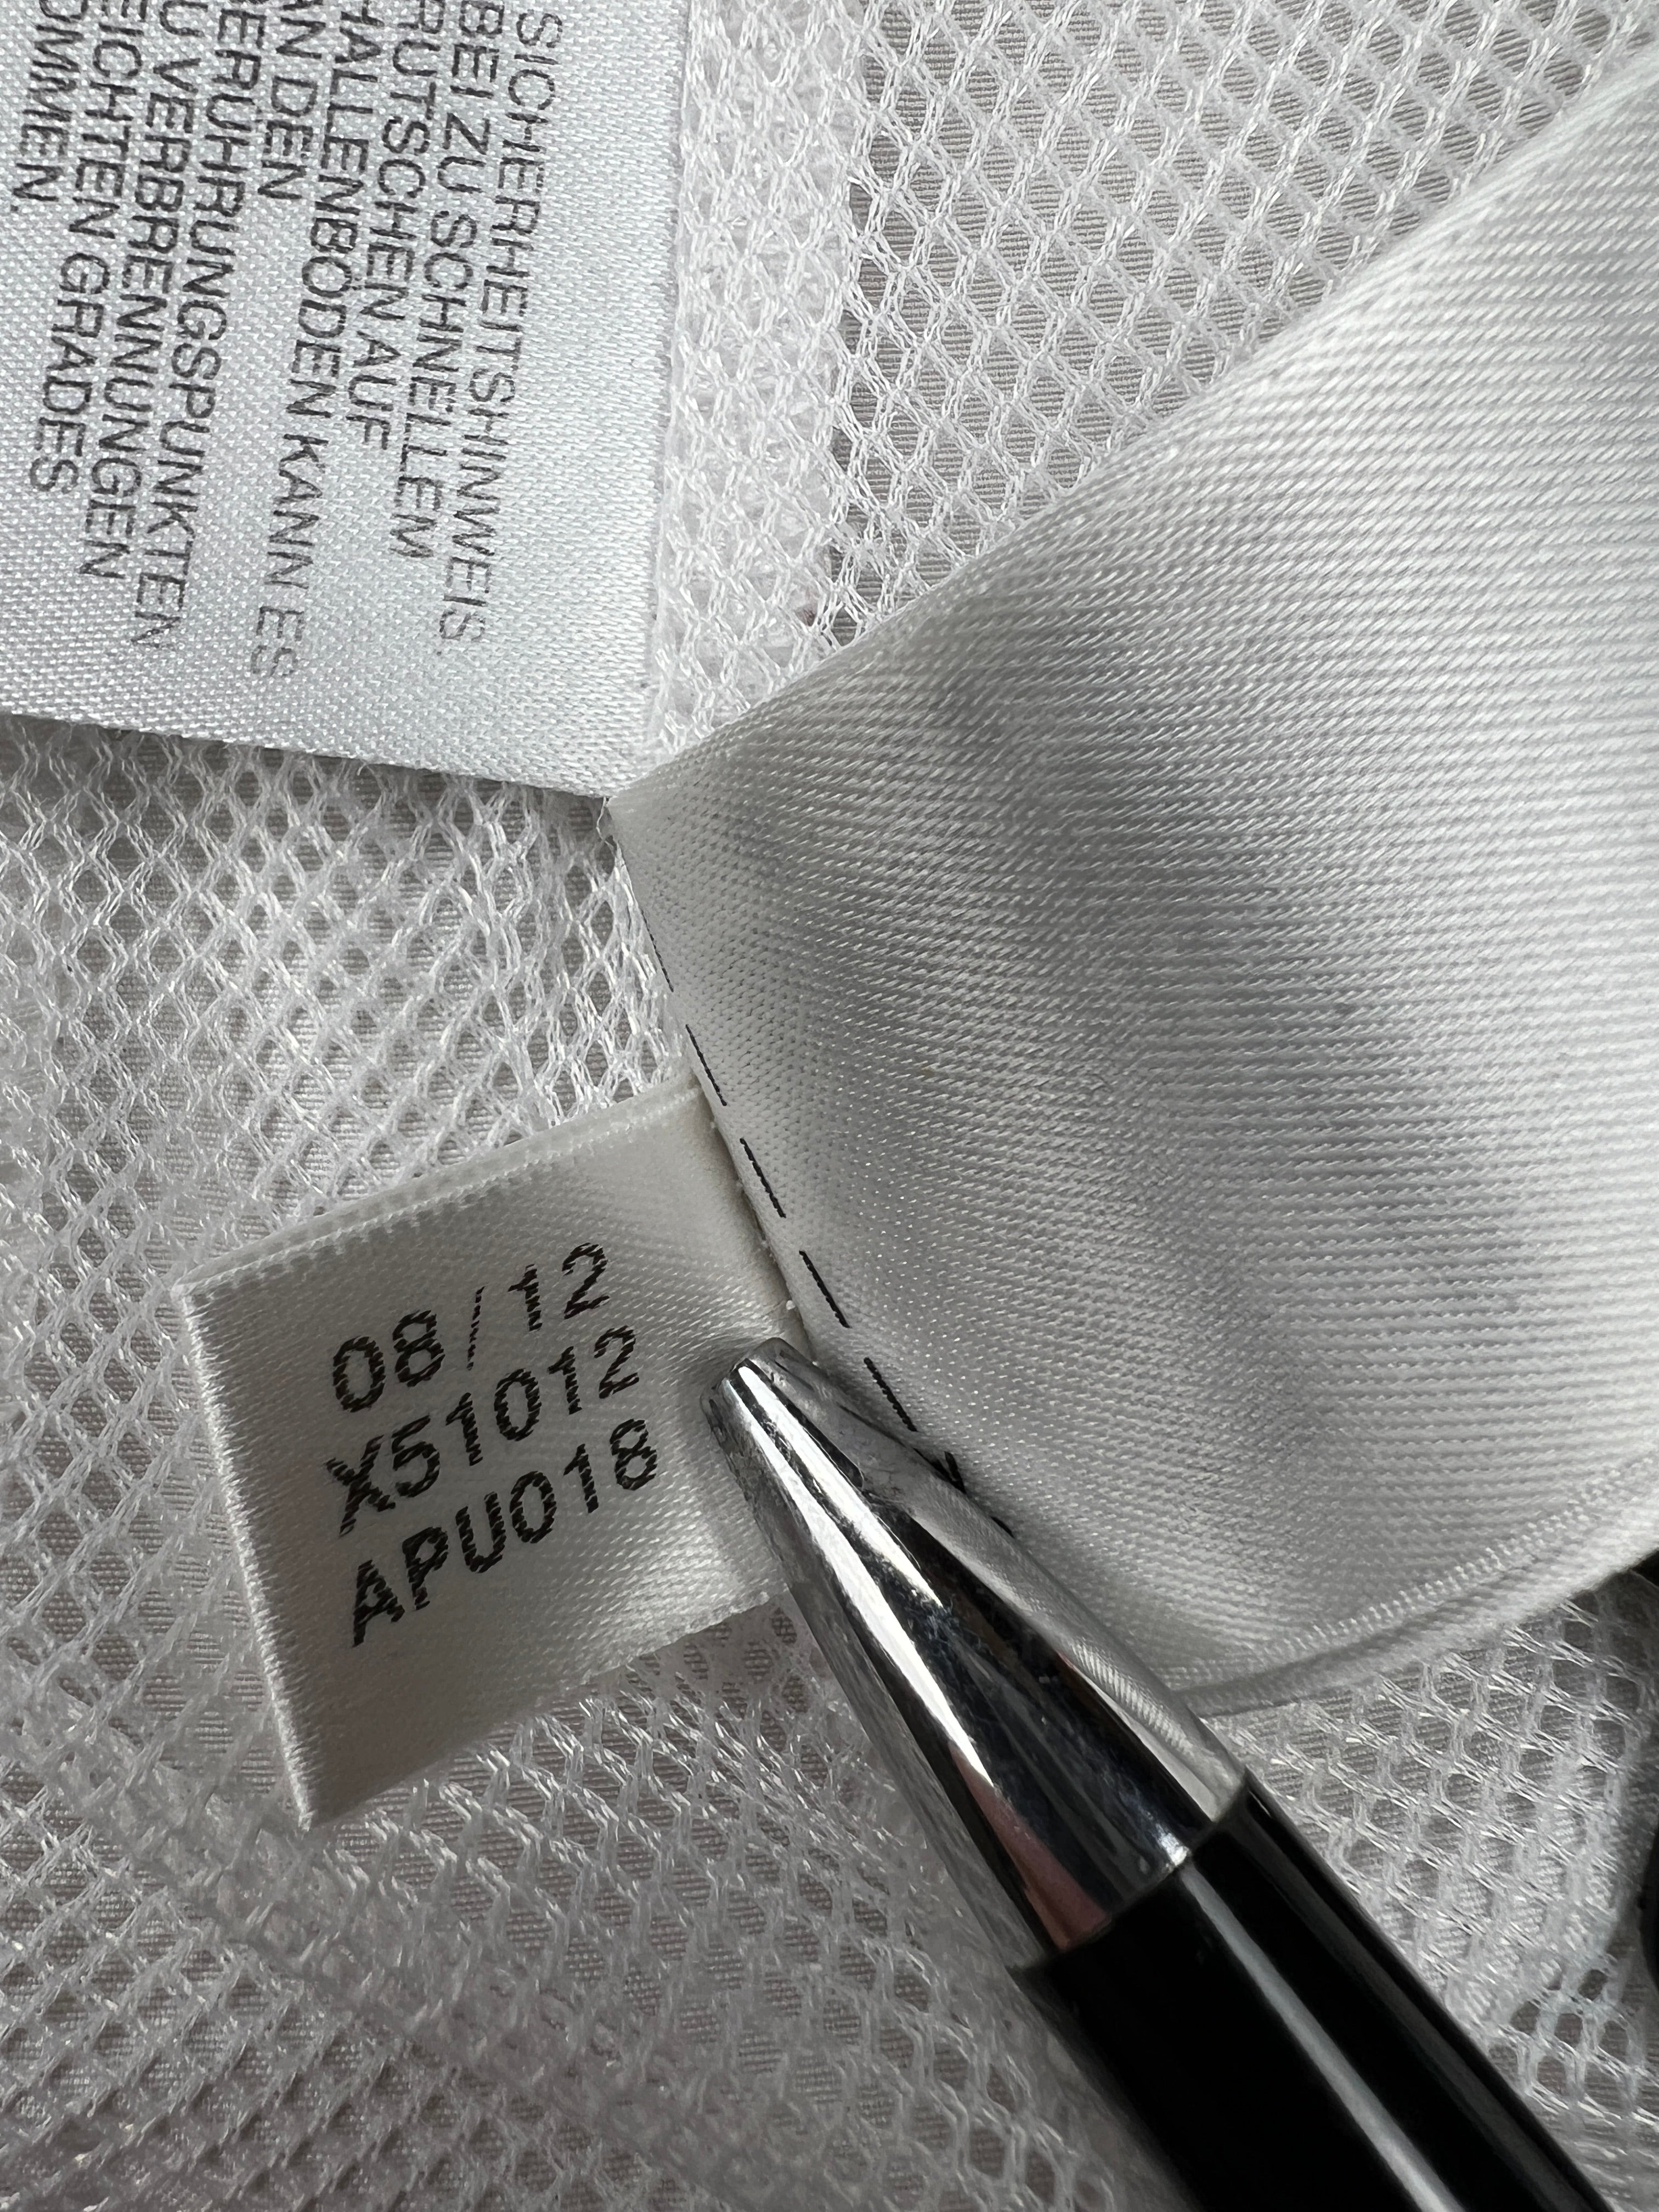 SICHERHEITSHINWEIS:
BEI ZU SCHNELLEM
RUTSCHEN AUF
HALLENBÖDEN KANN ES
AN DEN
BERÜHRUNGSPUNKTEN
ZU VERBRENNUNGEN
LEICHTEN GRADES
KOMMEN.
08/12
X51012
APU018